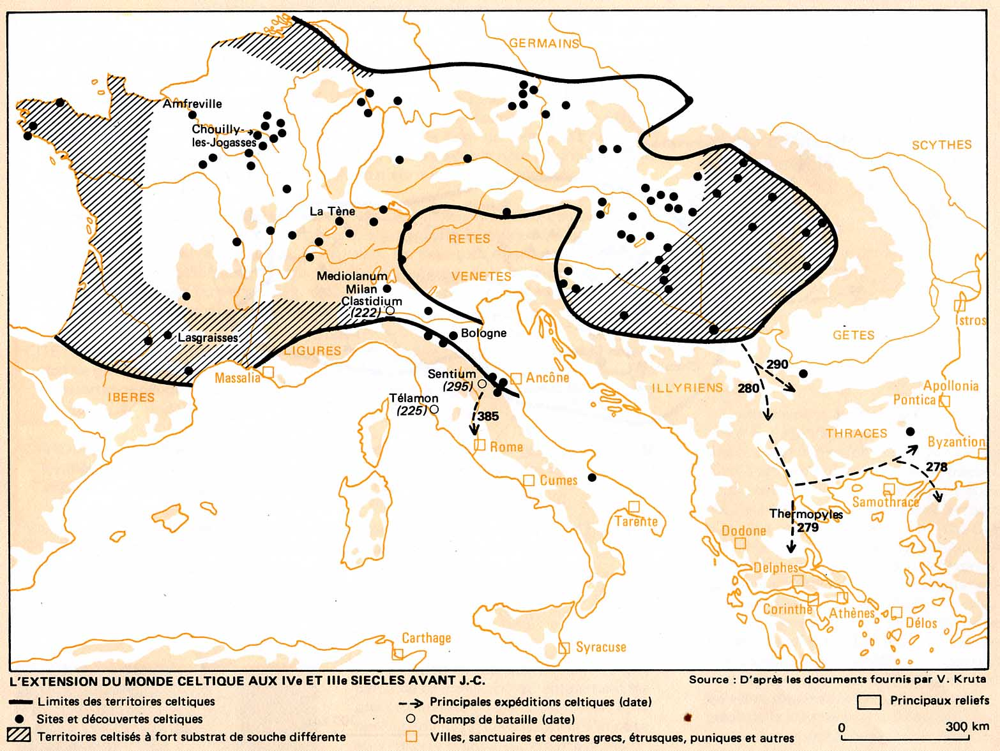 GERMAINS
Amfreville
Chouilly-
les-Jogasses
SCYTHES
La Tène
RETES
Mediolanum
Milan
VENETES
Clastidium
(222)
Lasgraisses
Bologne
LIGURES
Istros
GETES
Massalia
IBERES
Sentium
(295)
Ancône
ILLYRIENS
290
280
Apollonia
Pontica
Télamon
(225)
385
Rome
THRACES
Byzantion
278
Cumes
Samothrace
Tarente
Thermopyles
279
Dodone
Delphes
Corinthe
Athènes
Délos
Carthage
Syracuse
L'EXTENSION DU MONDE CELTIQUE AUX IVe ET IIIe SIECLES AVANT J.-C.
Source : D'après les documents fournis par V. Kruta
Limites des territoires celtiques
Sites et découvertes celtiques
Territoires celtisés à fort substrat de souche différente
Principales expéditions celtiques (date)
Champs de bataille (date)
Villes, sanctuaires et centres grecs, étrusques, puniques et autres
Principaux reliefs
0 300 km